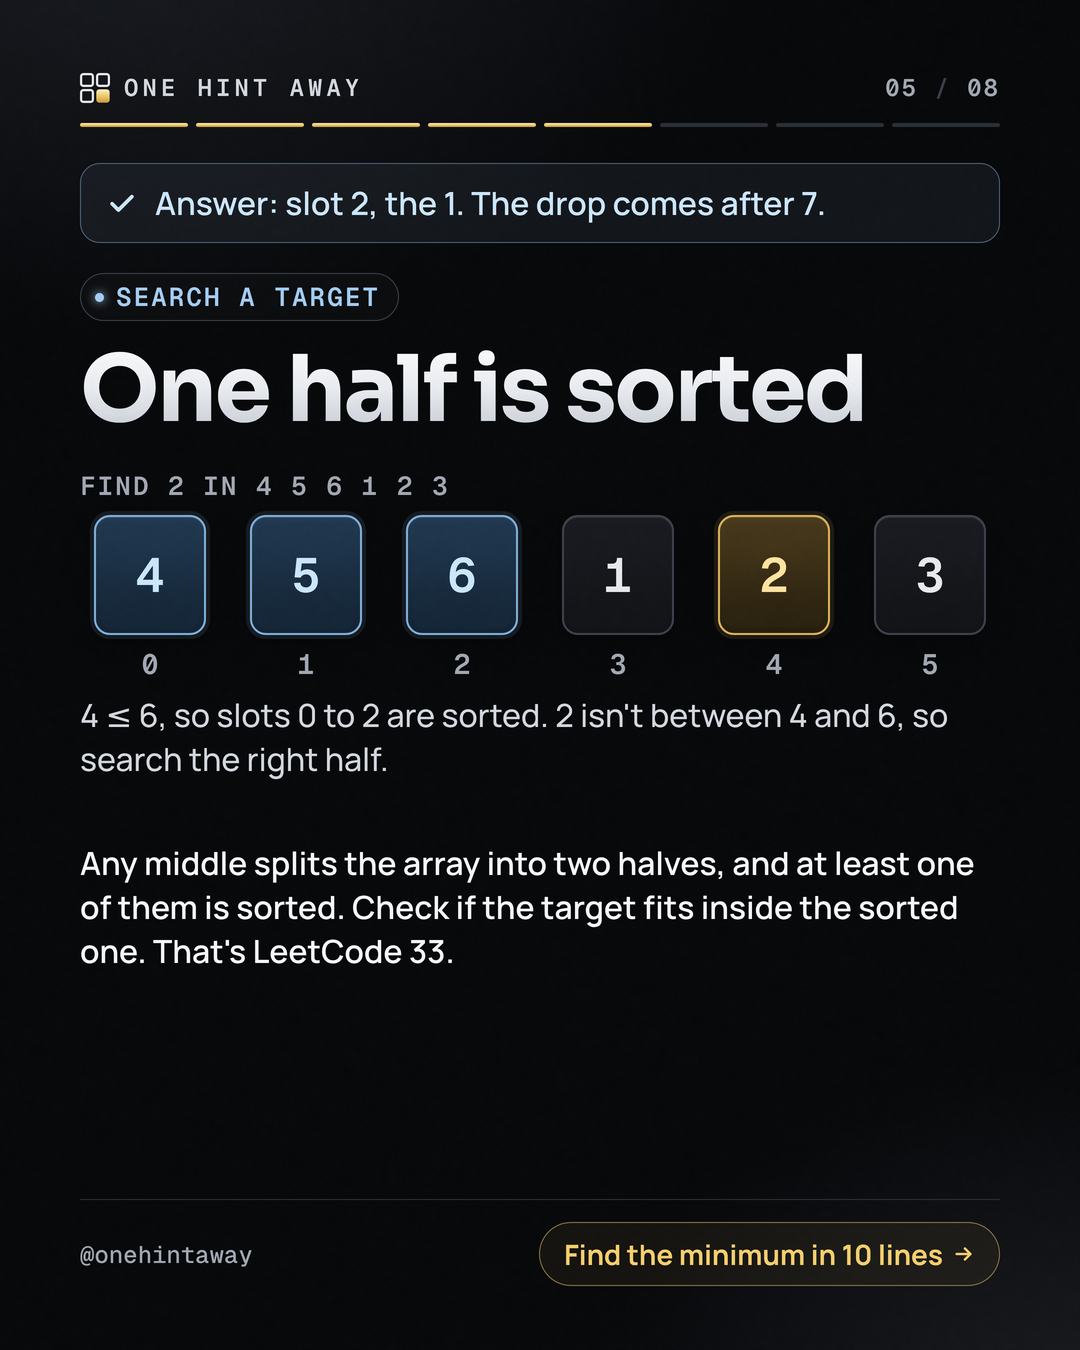 ONE HINT AWAY
05 / 08
Answer: slot 2, the 1. The drop comes after 7.
SEARCH A TARGET
One half is sorted
FIND 2 IN 4 5 6 1 2 3
4 5 6 1 2 3
0 1 2 3 4 5
4 ≤ 6, so slots 0 to 2 are sorted. 2 isn't between 4 and 6, so
search the right half.
Any middle splits the array into two halves, and at least one
of them is sorted. Check if the target fits inside the sorted
one. That's LeetCode 33.
@onehintaway
Find the minimum in 10 lines →